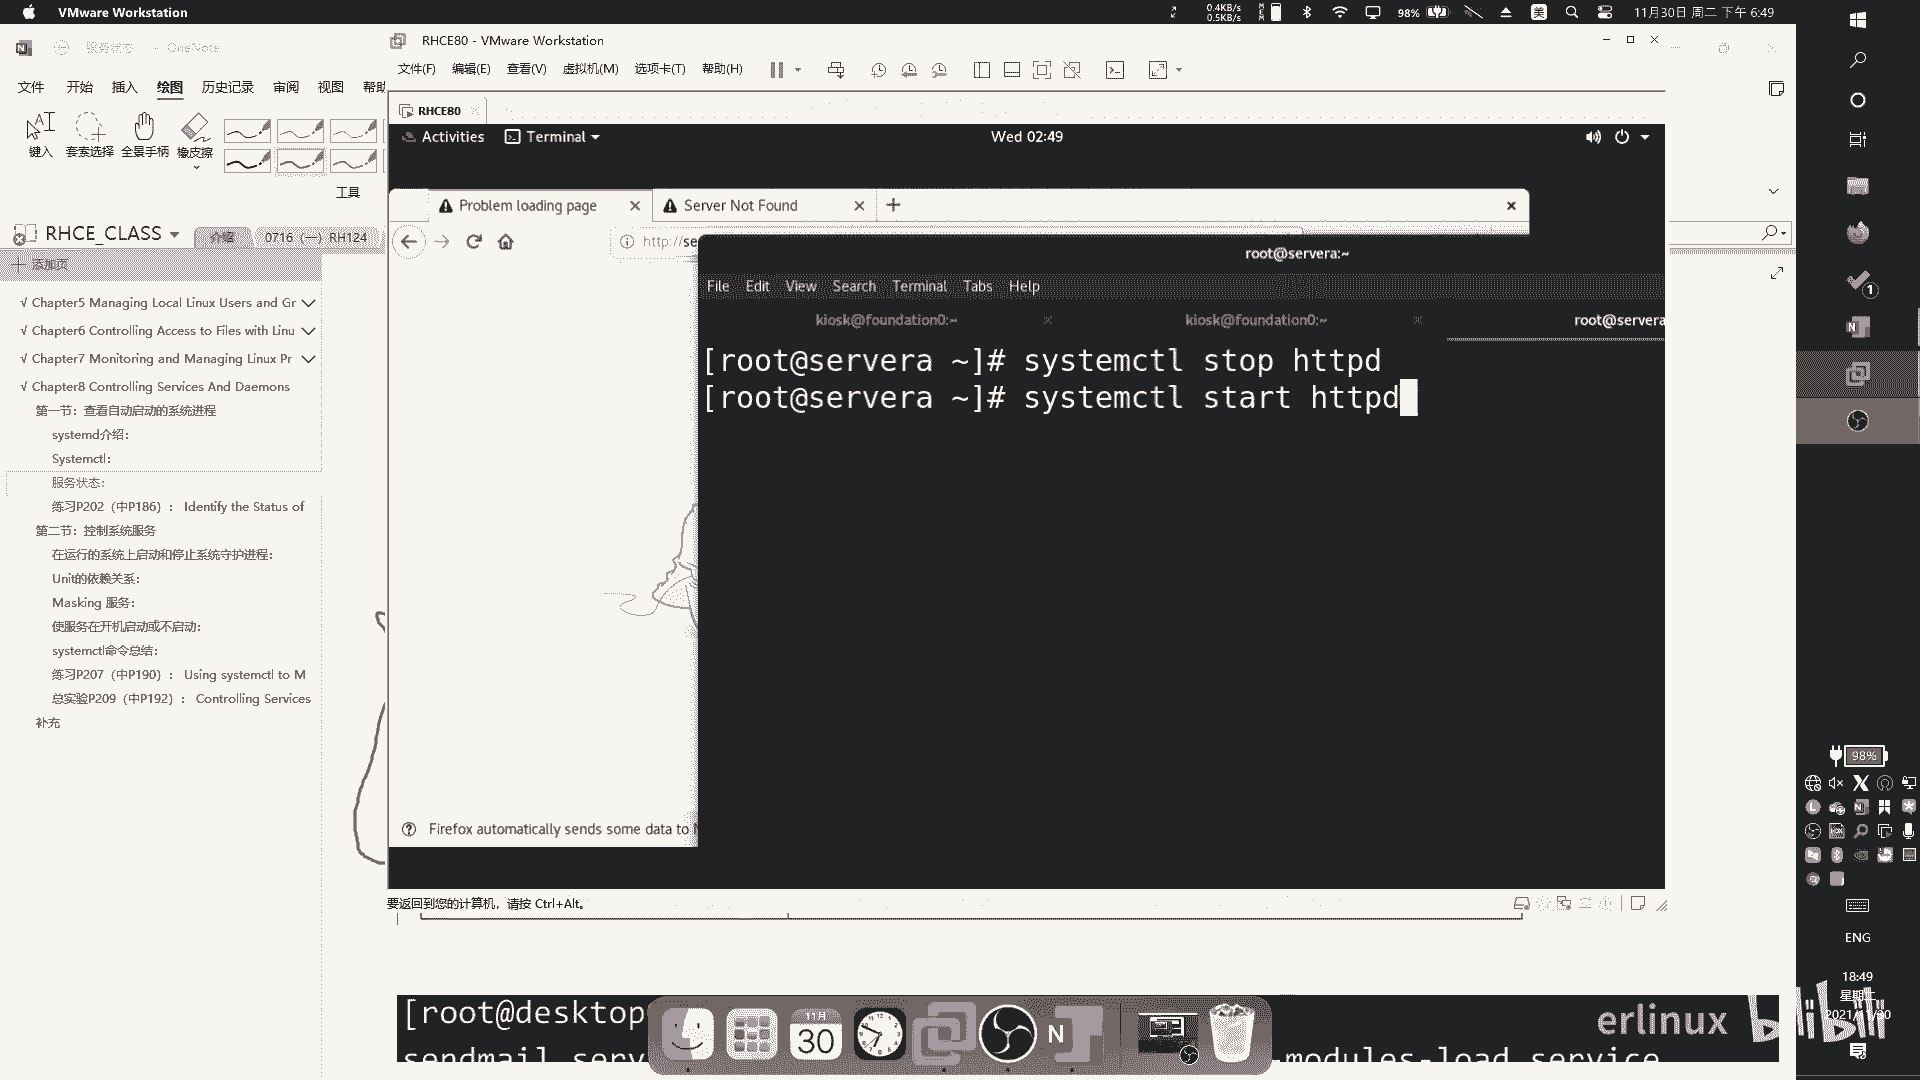 VMware Workstation
0.4KB/s
0.5KB/s
98%
美
11月30日 周二 下午 6:49
服务状态 - OneNote
RHCE80 - VMware Workstation
文件 开始 插入 绘图 历史记录 审阅 视图 帮助
文件(F) 编辑(E) 查看(V) 虚拟机(M) 选项卡(T) 帮助(H)
键入 套索选择 全景手柄 橡皮擦
工具
RHCE80
Activities Terminal Wed 02:49
Problem loading page
Server Not Found
http://se
root@servera:~
File Edit View Search Terminal Tabs Help
kiosk@foundation0:~ kiosk@foundation0:~ root@servera
[root@servera ~]# systemctl stop httpd
[root@servera ~]# systemctl start httpd
RHCE_CLASS 介绍 0716 (一) RH124
添加页
√ Chapter5 Managing Local Linux Users and Gr
√ Chapter6 Controlling Access to Files with Linu
√ Chapter7 Monitoring and Managing Linux Pr
√ Chapter8 Controlling Services And Daemons
第一节：查看自动启动的系统进程
systemd介绍：
Systemctl：
服务状态：
练习P202（中P186）： Identify the Status of
第二节：控制系统服务
在运行的系统上启动和停止系统守护进程：
Unit的依赖关系：
Masking 服务：
使服务在开机启动或不启动：
systemctl命令总结：
练习P207（中P190）： Using systemctl to M
总实验P209（中P192）： Controlling Services
补充
Firefox automatically sends some data to
要返回到您的计算机，请按 Ctrl+Alt。
[root@desktop
sendmail.serv
-modules-load.service
11月
30
N
1
98%
ENG
18:49
erlinux
bilibili